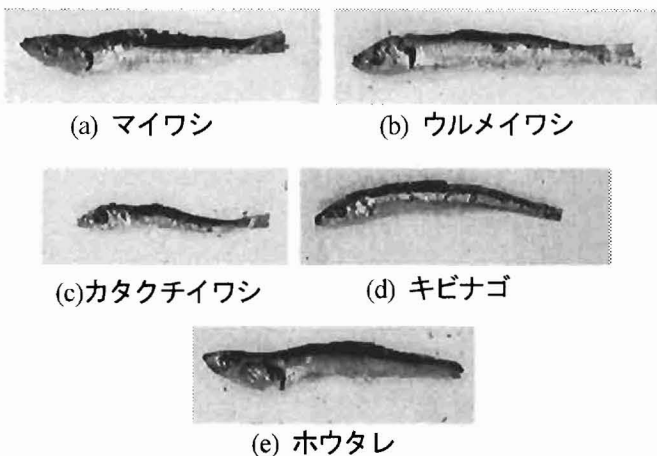 (a) マイワシ
(b) ウルメイワシ
(c)カタクチイワシ
(d) キビナゴ
(e) ホウタレ